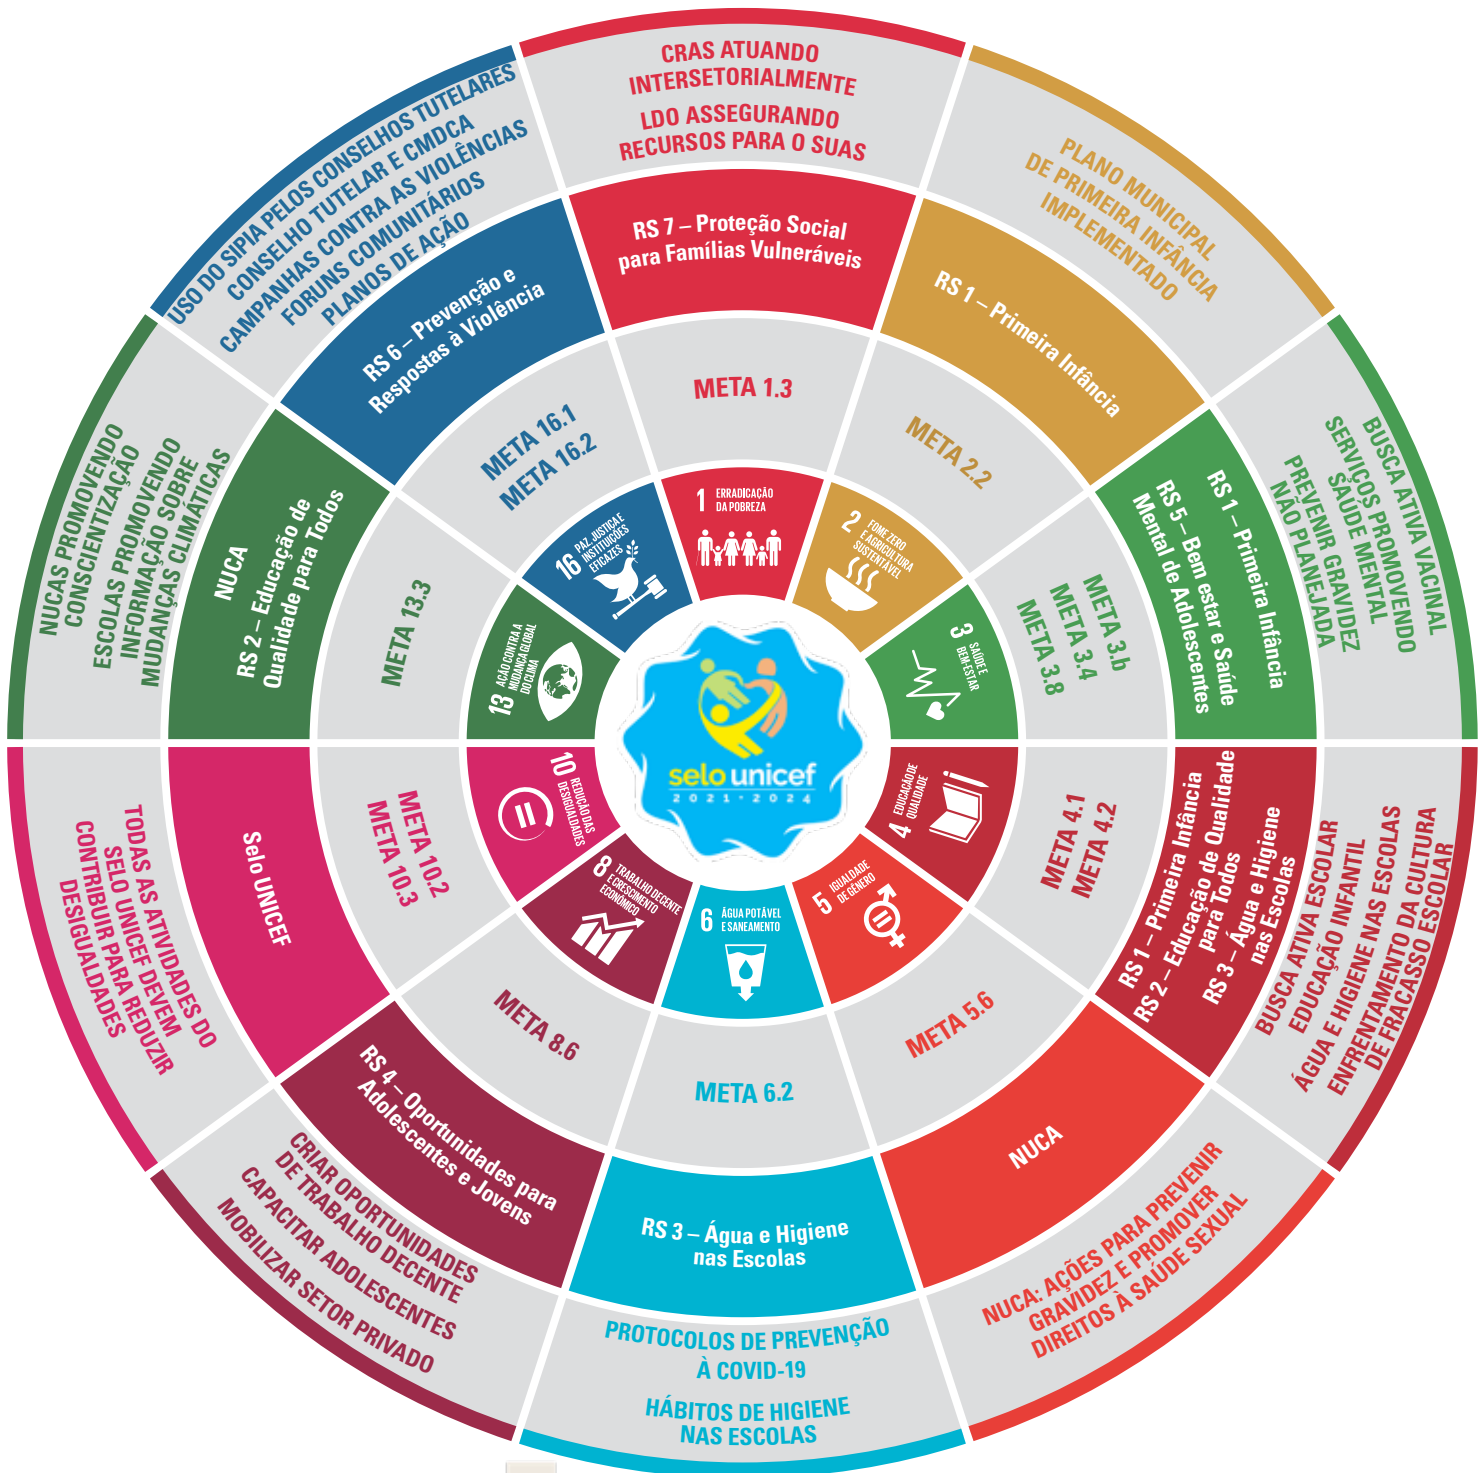 CRAS ATUANDO
INTERSETORIALMENTE
LDO ASSEGURANDO
RECURSOS PARA O SUAS
RS 7 – Proteção Social
para Famílias Vulneráveis
META 1.3
1 ERRADICAÇÃO
DA POBREZA
PLANO MUNICIPAL
DE PRIMEIRA INFÂNCIA
IMPLEMENTADO
RS 1 – Primeira Infância
META 2.2
2 FOME ZERO
E AGRICULTURA
SUSTENTÁVEL
BUSCA ATIVA VACINAL
SERVIÇOS PROMOVENDO
SAÚDE MENTAL
PREVENIR GRAVIDEZ
NÃO PLANEJADA
RS 1 – Primeira Infância
RS 5 – Bem estar e Saúde
Mental de Adolescentes
META 3.b
META 3.4
META 3.8
3 SAÚDE E
BEM-ESTAR
4 EDUCAÇÃO DE
QUALIDADE
META 4.1
META 4.2
RS 1 – Primeira Infância
RS 2 – Educação de Qualidade
para Todos
RS 3 – Água e Higiene
nas Escolas
BUSCA ATIVA ESCOLAR
EDUCAÇÃO INFANTIL
ÁGUA E HIGIENE NAS ESCOLAS
ENFRENTAMENTO DA CULTURA
DE FRACASSO ESCOLAR
5 IGUALDADE
DE GÊNERO
META 5.6
NUCA
NUCA: AÇÕES PARA PREVENIR
GRAVIDEZ E PROMOVER
DIREITOS À SAÚDE SEXUAL
6 ÁGUA POTÁVEL
E SANEAMENTO
META 6.2
RS 3 – Água e Higiene
nas Escolas
PROTOCOLOS DE PREVENÇÃO
À COVID-19
HÁBITOS DE HIGIENE
NAS ESCOLAS
8 TRABALHO DECENTE
E CRESCIMENTO
ECONÔMICO
META 8.6
RS 4 – Oportunidades para
Adolescentes e Jovens
CRIAR OPORTUNIDADES
DE TRABALHO DECENTE
CAPACITAR ADOLESCENTES
MOBILIZAR SETOR PRIVADO
10 REDUÇÃO DAS
DESIGUALDADES
META 10.2
META 10.3
Selo UNICEF
TODAS AS ATIVIDADES DO
SELO UNICEF DEVEM
CONTRIBUIR PARA REDUZIR
DESIGUALDADES
13 AÇÃO CONTRA A
MUDANÇA GLOBAL
DO CLIMA
META 13.3
NUCA
RS 2 – Educação de
Qualidade para Todos
NUCAS PROMOVENDO
CONSCIENTIZAÇÃO
ESCOLAS PROMOVENDO
INFORMAÇÃO SOBRE
MUDANÇAS CLIMÁTICAS
16 PAZ, JUSTIÇA E
INSTITUIÇÕES
EFICAZES
META 16.1
META 16.2
RS 6 – Prevenção e
Respostas à Violência
USO DO SIPIA PELOS CONSELHOS TUTELARES
CONSELHO TUTELAR E CMDCA
CAMPANHAS CONTRA AS VIOLÊNCIAS
FORUNS COMUNITÁRIOS
PLANOS DE AÇÃO
selo unicef
2021 - 2024